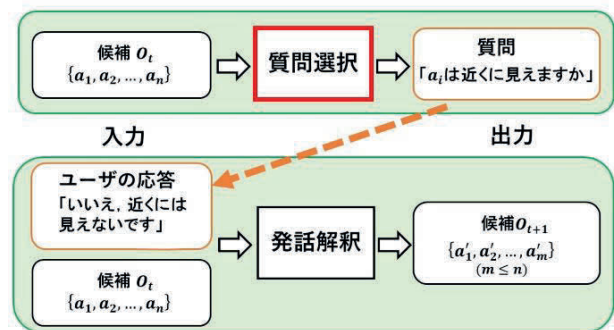 候補 O_t
{a_1, a_2, ..., a_n}
質問選択
質問
「a_iは近くに見えますか」
入力
出力
ユーザの応答
「いいえ, 近くには
見えないです」
候補 O_t
{a_1, a_2, ..., a_n}
発話解釈
候補O_{t+1}
{a'_1, a'_2, ..., a'_m}
(m ≤ n)